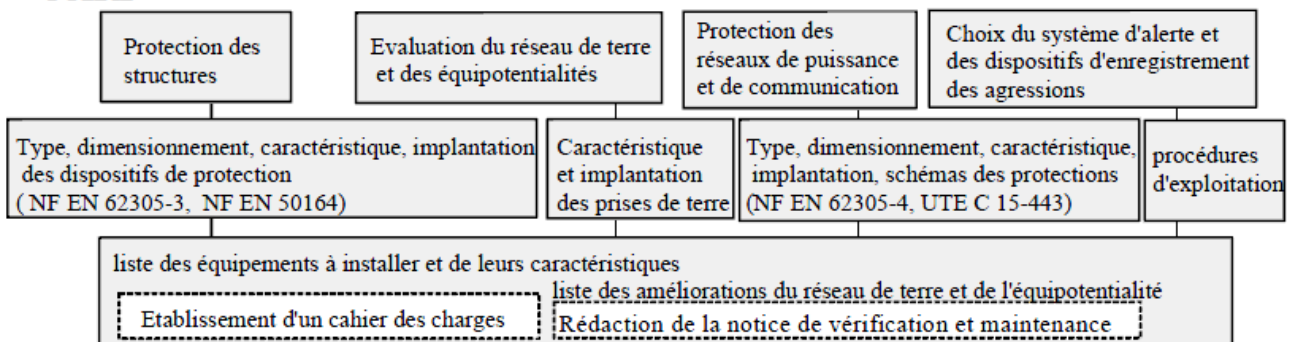 Protection des
structures
Evaluation du réseau de terre
et des équipotentialités
Protection des
réseaux de puissance
et de communication
Choix du système d'alerte et
des dispositifs d'enregistrement
des agressions
Type, dimensionnement, caractéristique, implantation
des dispositifs de protection
( NF EN 62305-3, NF EN 50164)
Caractéristique
et implantation
des prises de terre
Type, dimensionnement, caractéristique,
implantation, schémas des protections
(NF EN 62305-4, UTE C 15-443)
procédures
d'exploitation
liste des équipements à installer et de leurs caractéristiques
liste des améliorations du réseau de terre et de l'équipotentialité
Etablissement d'un cahier des charges
Rédaction de la notice de vérification et maintenance